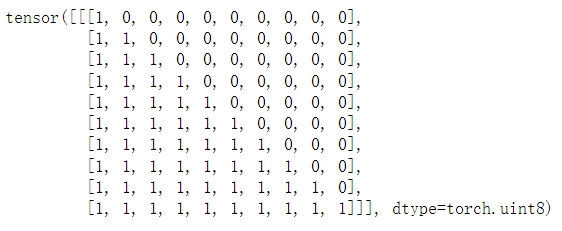 tensor([[[1, 0, 0, 0, 0, 0, 0, 0, 0, 0],
[1, 1, 0, 0, 0, 0, 0, 0, 0, 0],
[1, 1, 1, 0, 0, 0, 0, 0, 0, 0],
[1, 1, 1, 1, 0, 0, 0, 0, 0, 0],
[1, 1, 1, 1, 1, 0, 0, 0, 0, 0],
[1, 1, 1, 1, 1, 1, 0, 0, 0, 0],
[1, 1, 1, 1, 1, 1, 1, 0, 0, 0],
[1, 1, 1, 1, 1, 1, 1, 1, 0, 0],
[1, 1, 1, 1, 1, 1, 1, 1, 1, 0],
[1, 1, 1, 1, 1, 1, 1, 1, 1, 1]]], dtype=torch.uint8)